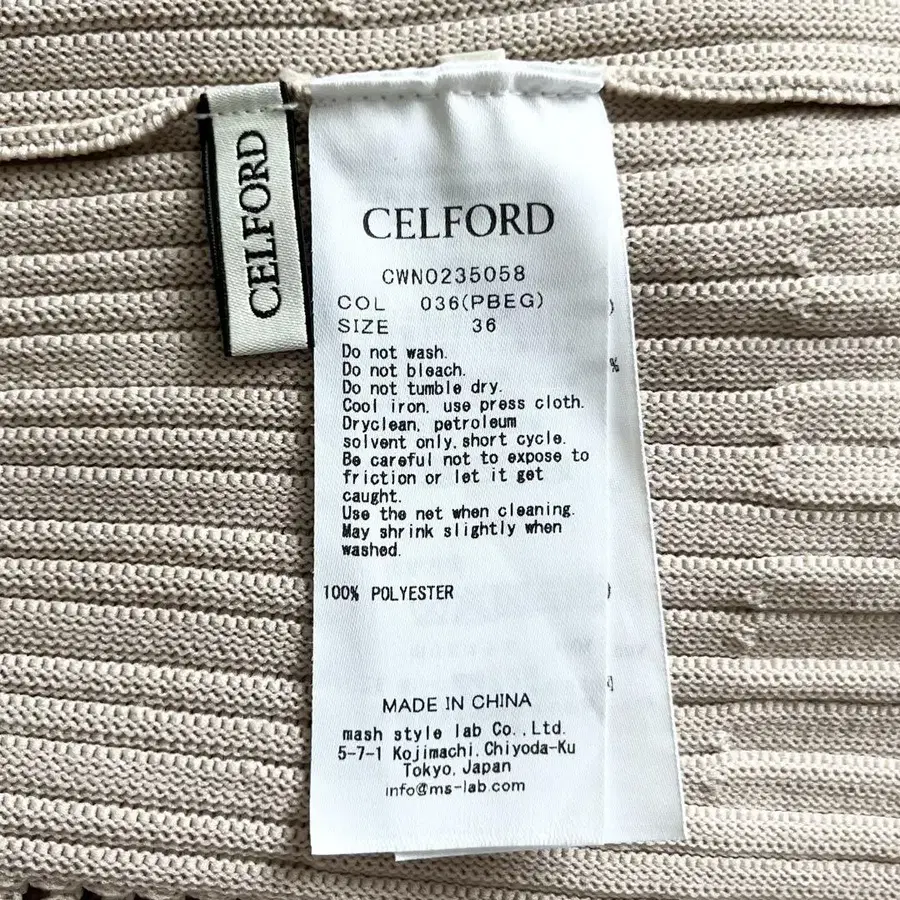 CELFORD
CELFORD
CWNO235058
COL 036(PBEG)
SIZE 36
Do not wash.
Do not bleach.
Do not tumble dry.
Cool iron, use press cloth.
Dryclean, petroleum
solvent only, short cycle.
Be careful not to expose to
friction or let it get
caught.
Use the net when cleaning.
May shrink slightly when
washed.
100% POLYESTER
MADE IN CHINA
mash style lab Co.,Ltd.
5-7-1 Kojimachi,Chiyoda-Ku
Tokyo, Japan
info@ms-lab.com
%